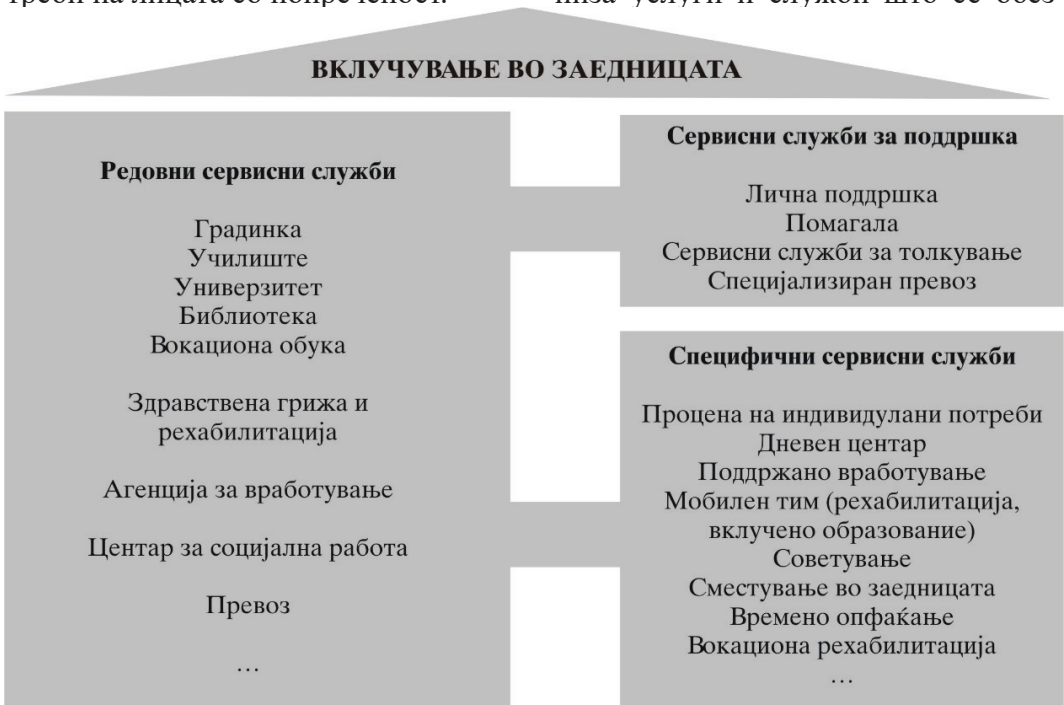 ВКЛУЧУВАЊЕ ВО ЗАЕДНИЦАТА
Редовни сервисни служби
Градинка
Училиште
Универзитет
Библиотека
Вокациона обука
Здравствена грижа и
рехабилитација
Агенција за вработување
Центар за социјална работа
Превоз
…
Сервисни служби за поддршка
Лична поддршка
Помагала
Сервисни служби за толкување
Специјализиран превоз
Специфични сервисни служби
Процена на индивидулани потреби
Дневен центар
Поддржано вработување
Мобилен тим (рехабилитација,
вклучено образование)
Советување
Сместување во заедницата
Времено опфаќање
Вокациона рехабилитација
…